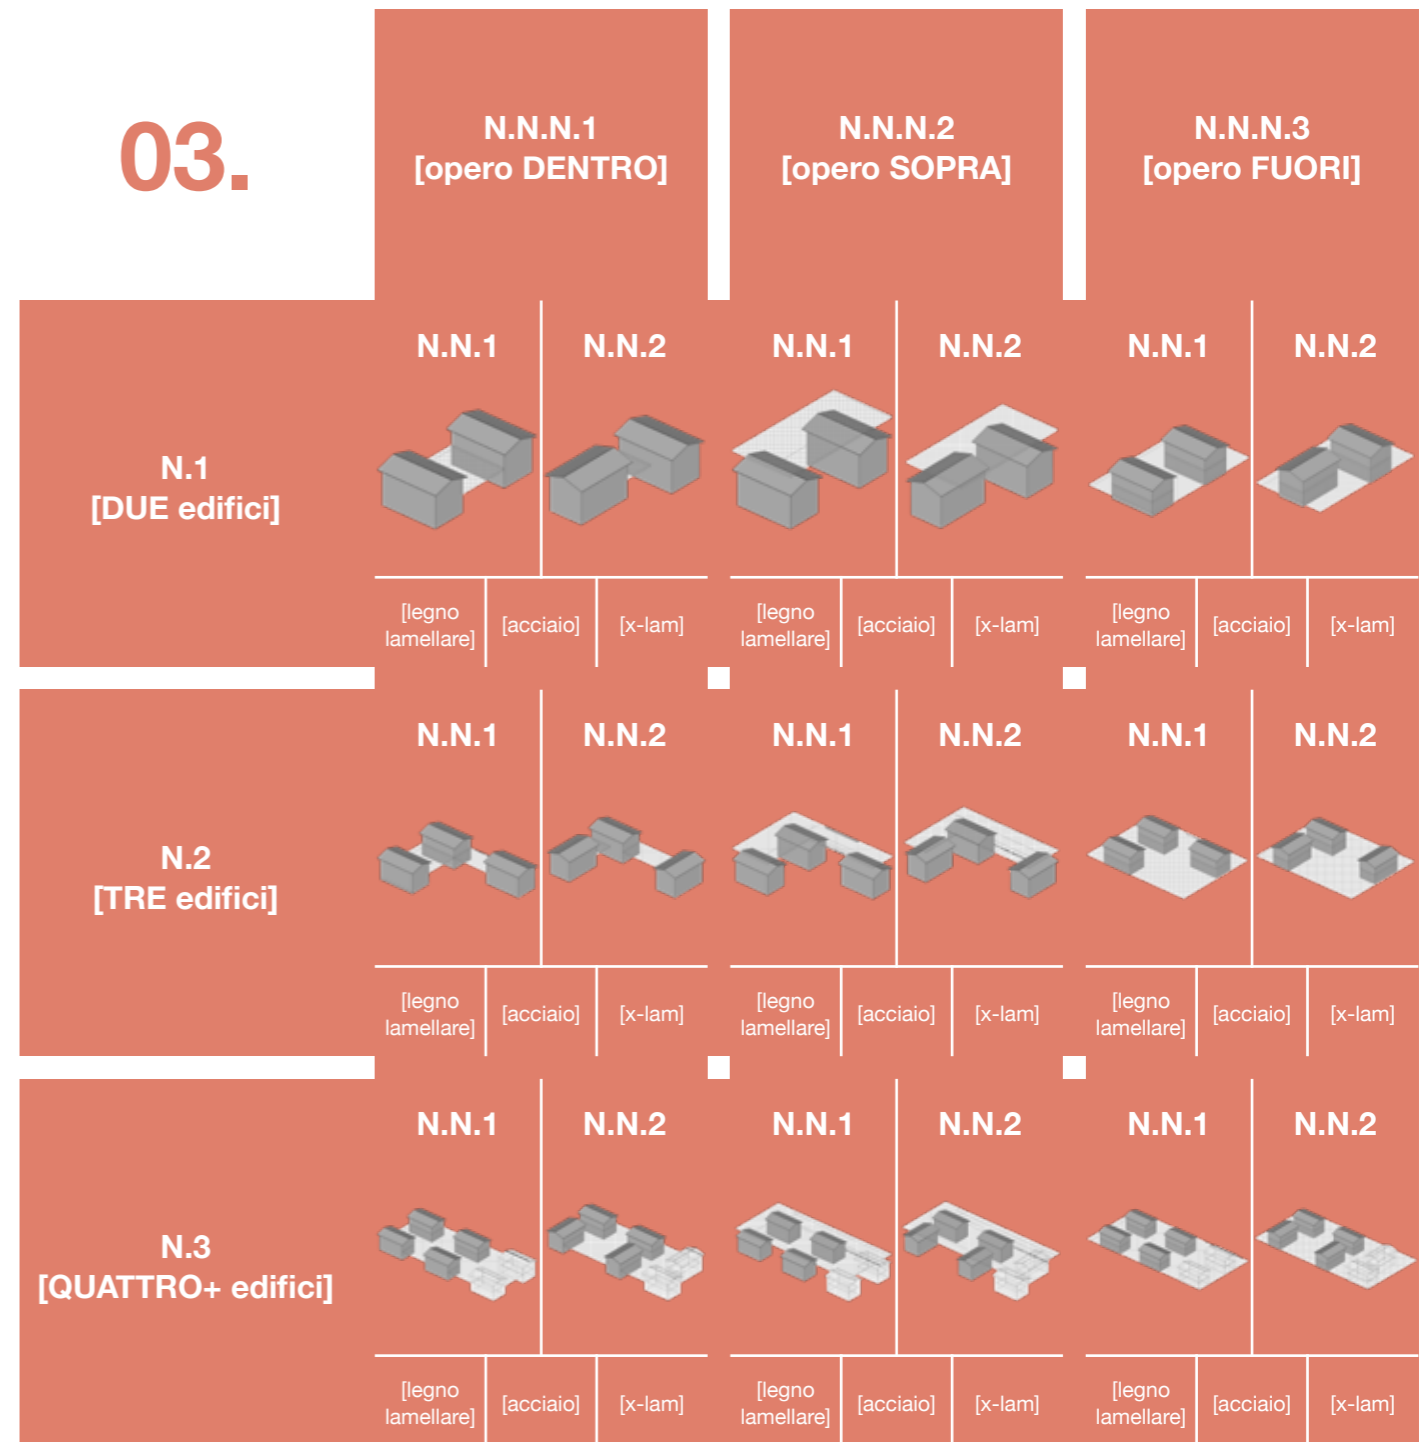 03.
N.N.N.1
[opero DENTRO]
N.N.N.2
[opero SOPRA]
N.N.N.3
[opero FUORI]
N.1
[DUE edifici]
N.N.1
N.N.2
N.N.1
N.N.2
N.N.1
N.N.2
[legno
lamellare]
[acciaio]
[x-lam]
[legno
lamellare]
[acciaio]
[x-lam]
[legno
lamellare]
[acciaio]
[x-lam]
N.2
[TRE edifici]
N.N.1
N.N.2
N.N.1
N.N.2
N.N.1
N.N.2
[legno
lamellare]
[acciaio]
[x-lam]
[legno
lamellare]
[acciaio]
[x-lam]
[legno
lamellare]
[acciaio]
[x-lam]
N.3
[QUATTRO+ edifici]
N.N.1
N.N.2
N.N.1
N.N.2
N.N.1
N.N.2
[legno
lamellare]
[acciaio]
[x-lam]
[legno
lamellare]
[acciaio]
[x-lam]
[legno
lamellare]
[acciaio]
[x-lam]